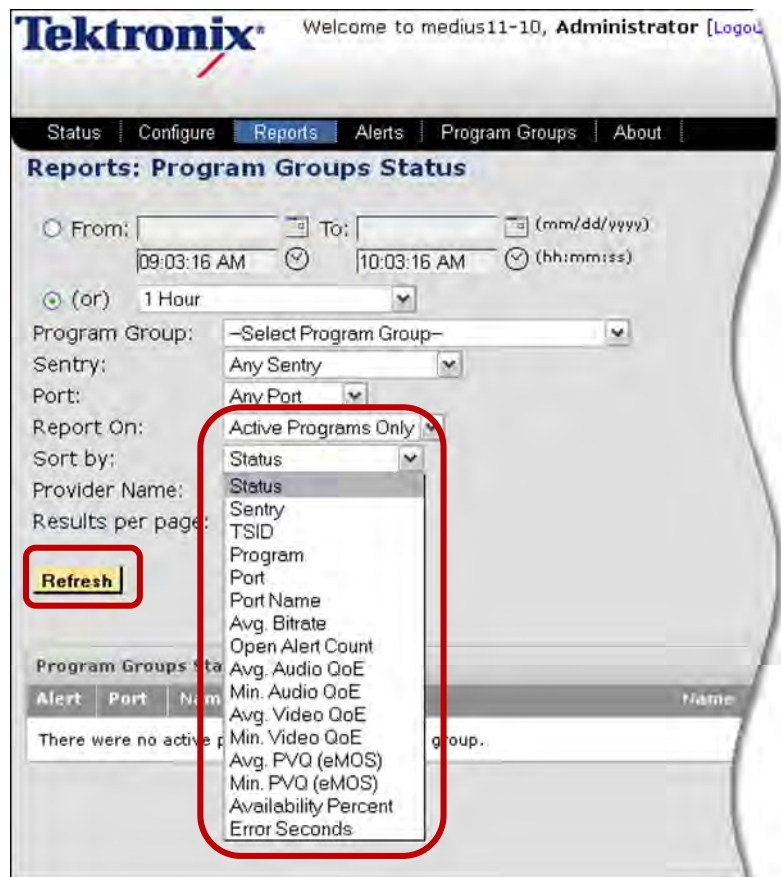 Tektronix
Welcome to medius11-10, Administrator [Logou
Status Configure Reports Alerts Program Groups About
Reports: Program Groups Status
From: To: (mm/dd/yyyy)
09:03:16 AM 10:03:16 AM (hh:mm:ss)
(or) 1 Hour
Program Group: --Select Program Group--
Sentry: Any Sentry
Port: Any Port
Report On: Active Programs Only
Sort by: Status
Provider Name:
Results per page:
Status
Sentry
TSID
Program
Port
Port Name
Avg. Bitrate
Open Alert Count
Avg. Audio QoE
Min. Audio QoE
Avg. Video QoE
Min. Video QoE
Avg. PVQ (eMOS)
Min. PVQ (eMOS)
Availability Percent
Error Seconds
Refresh
Program Groups Sta
Alert Port Nam Name
There were no active p group.